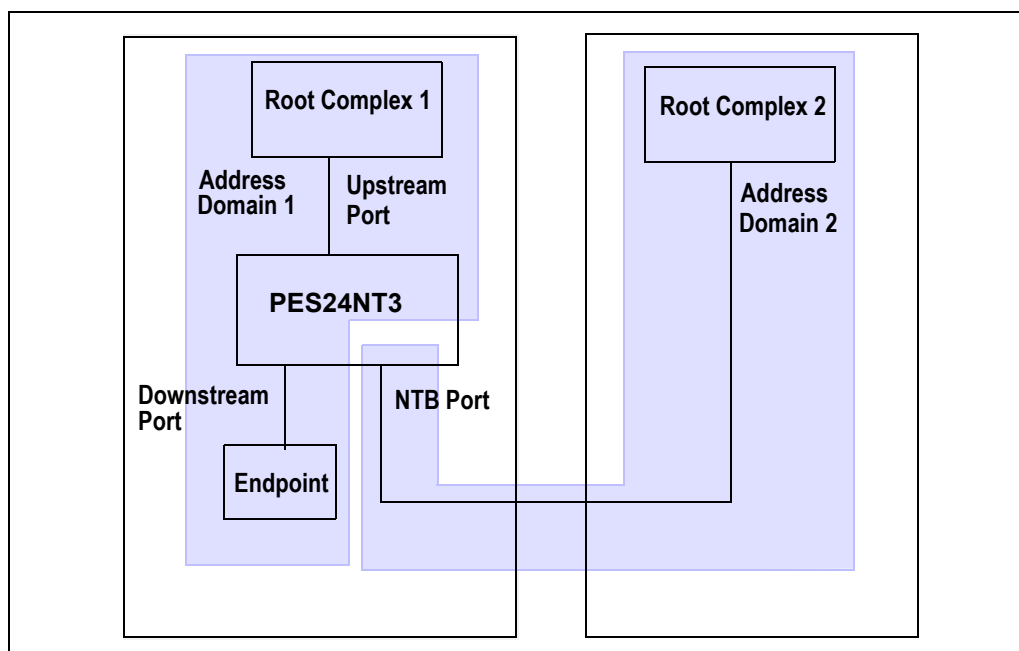 Root Complex 1
Root Complex 2
Address
Domain 1
Upstream
Port
Address
Domain 2
PES24NT3
Downstream
Port
NTB Port
Endpoint